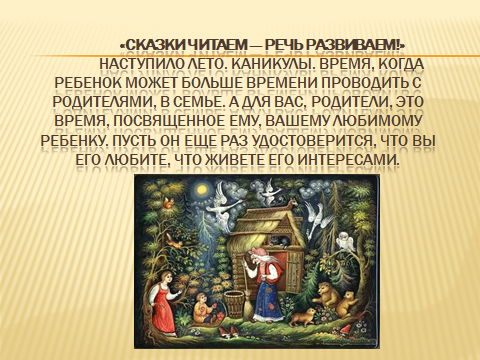 «СКАЗКИ ЧИТАЕМ — РЕЧЬ РАЗВИВАЕМ!»
НАСТУПИЛО ЛЕТО. КАНИКУЛЫ. ВРЕМЯ, КОГДА
РЕБЕНОК МОЖЕТ БОЛЬШЕ ВРЕМЕНИ ПРОВОДИТЬ С
РОДИТЕЛЯМИ, В СЕМЬЕ. А ДЛЯ ВАС, РОДИТЕЛИ, ЭТО
ВРЕМЯ, ПОСВЯЩЕННОЕ ЕМУ, ВАШЕМУ ЛЮБИМОМУ
РЕБЕНКУ. ПУСТЬ ОН ЕЩЕ РАЗ УДОСТОВЕРИТСЯ, ЧТО ВЫ
ЕГО ЛЮБИТЕ, ЧТО ЖИВЕТЕ ЕГО ИНТЕРЕСАМИ.